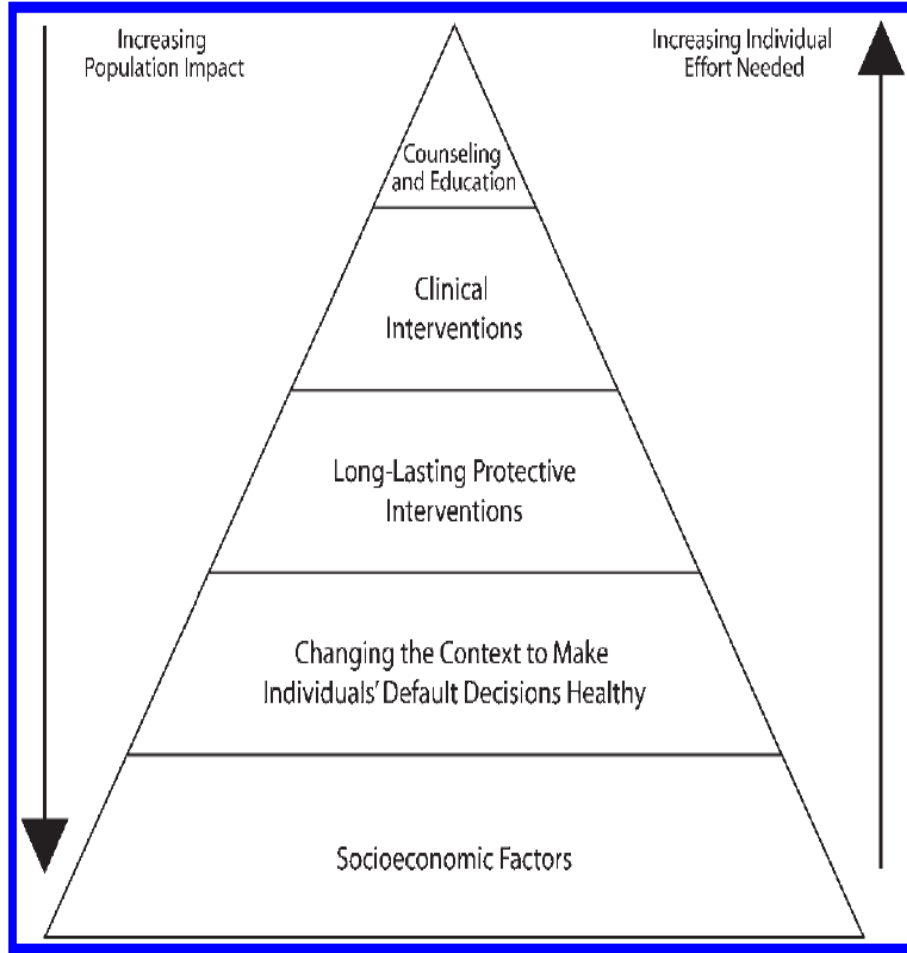 Increasing
Population Impact
Increasing Individual
Effort Needed
Counseling
and Education
Clinical
Interventions
Long-Lasting Protective
Interventions
Changing the Context to Make
Individuals’ Default Decisions Healthy
Socioeconomic Factors